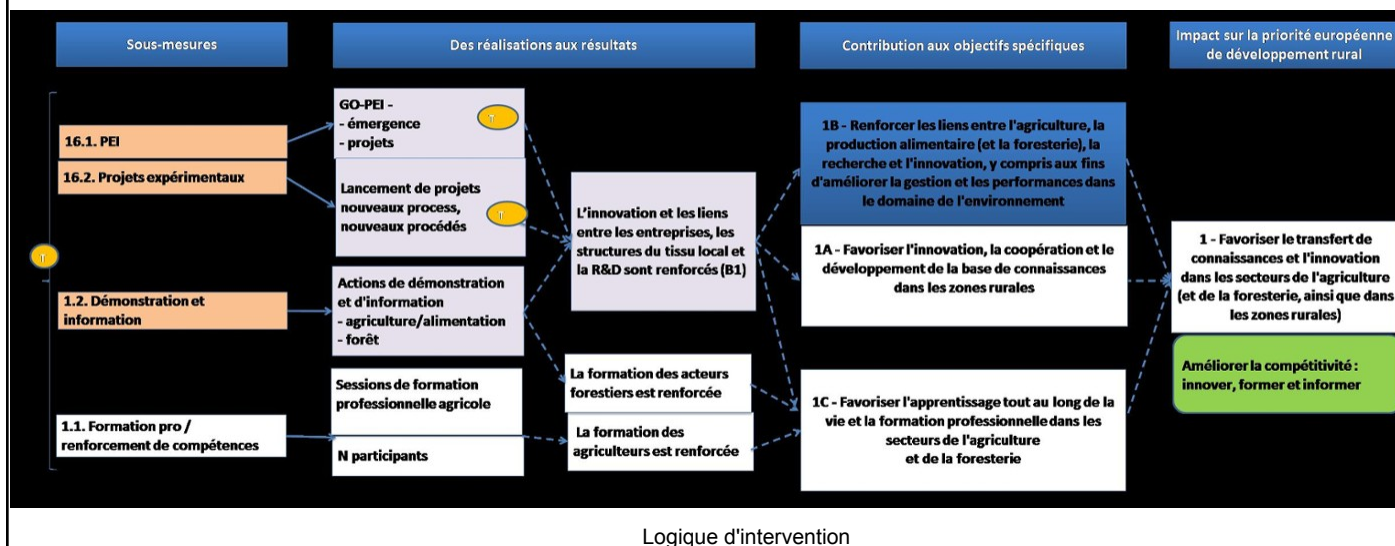 Sous-mesures
Des réalisations aux résultats
Contribution aux objectifs spécifiques
Impact sur la priorité européenne
de développement rural
16.1. PEI
16.2. Projets expérimentaux
1.2. Démonstration et
information
1.1. Formation pro /
renforcement de compétences
GO-PEI -
- émergence
- projets
Lancement de projets
nouveaux process,
nouveaux procédés
Actions de démonstration
et d'information
- agriculture/alimentation
- forêt
Sessions de formation
professionnelle agricole
N participants
L'innovation et les liens
entre les entreprises, les
structures du tissu local et
la R&D sont renforcés (B1)
La formation des acteurs
forestiers est renforcée
La formation des
agriculteurs est renforcée
1B - Renforcer les liens entre l'agriculture, la
production alimentaire (et la foresterie), la
recherche et l'innovation, y compris aux fins
d'améliorer la gestion et les performances dans
le domaine de l'environnement
1A - Favoriser l'innovation, la coopération et le
développement de la base de connaissances
dans les zones rurales
1C - Favoriser l'apprentissage tout au long de la
vie et la formation professionnelle dans les
secteurs de l'agriculture
et de la foresterie
1 - Favoriser le transfert de
connaissances et l'innovation
dans les secteurs de l'agriculture
(et de la foresterie, ainsi que dans
les zones rurales)
Améliorer la compétitivité :
innover, former et informer
Logique d'intervention